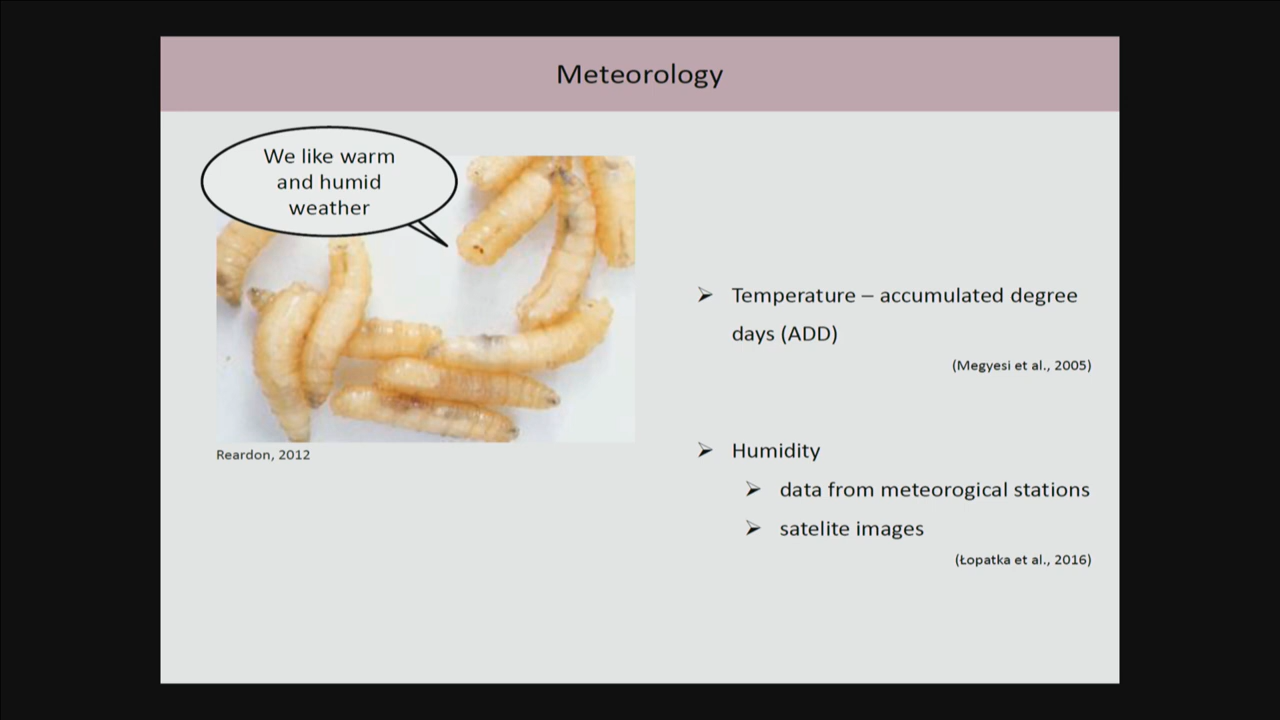 Meteorology
We like warm
and humid
weather
Reardon, 2012
➢ Temperature – accumulated degree
days (ADD)
(Megyesi et al., 2005)
➢ Humidity
➢ data from meteorogical stations
➢ satelite images
(Łopatka et al., 2016)